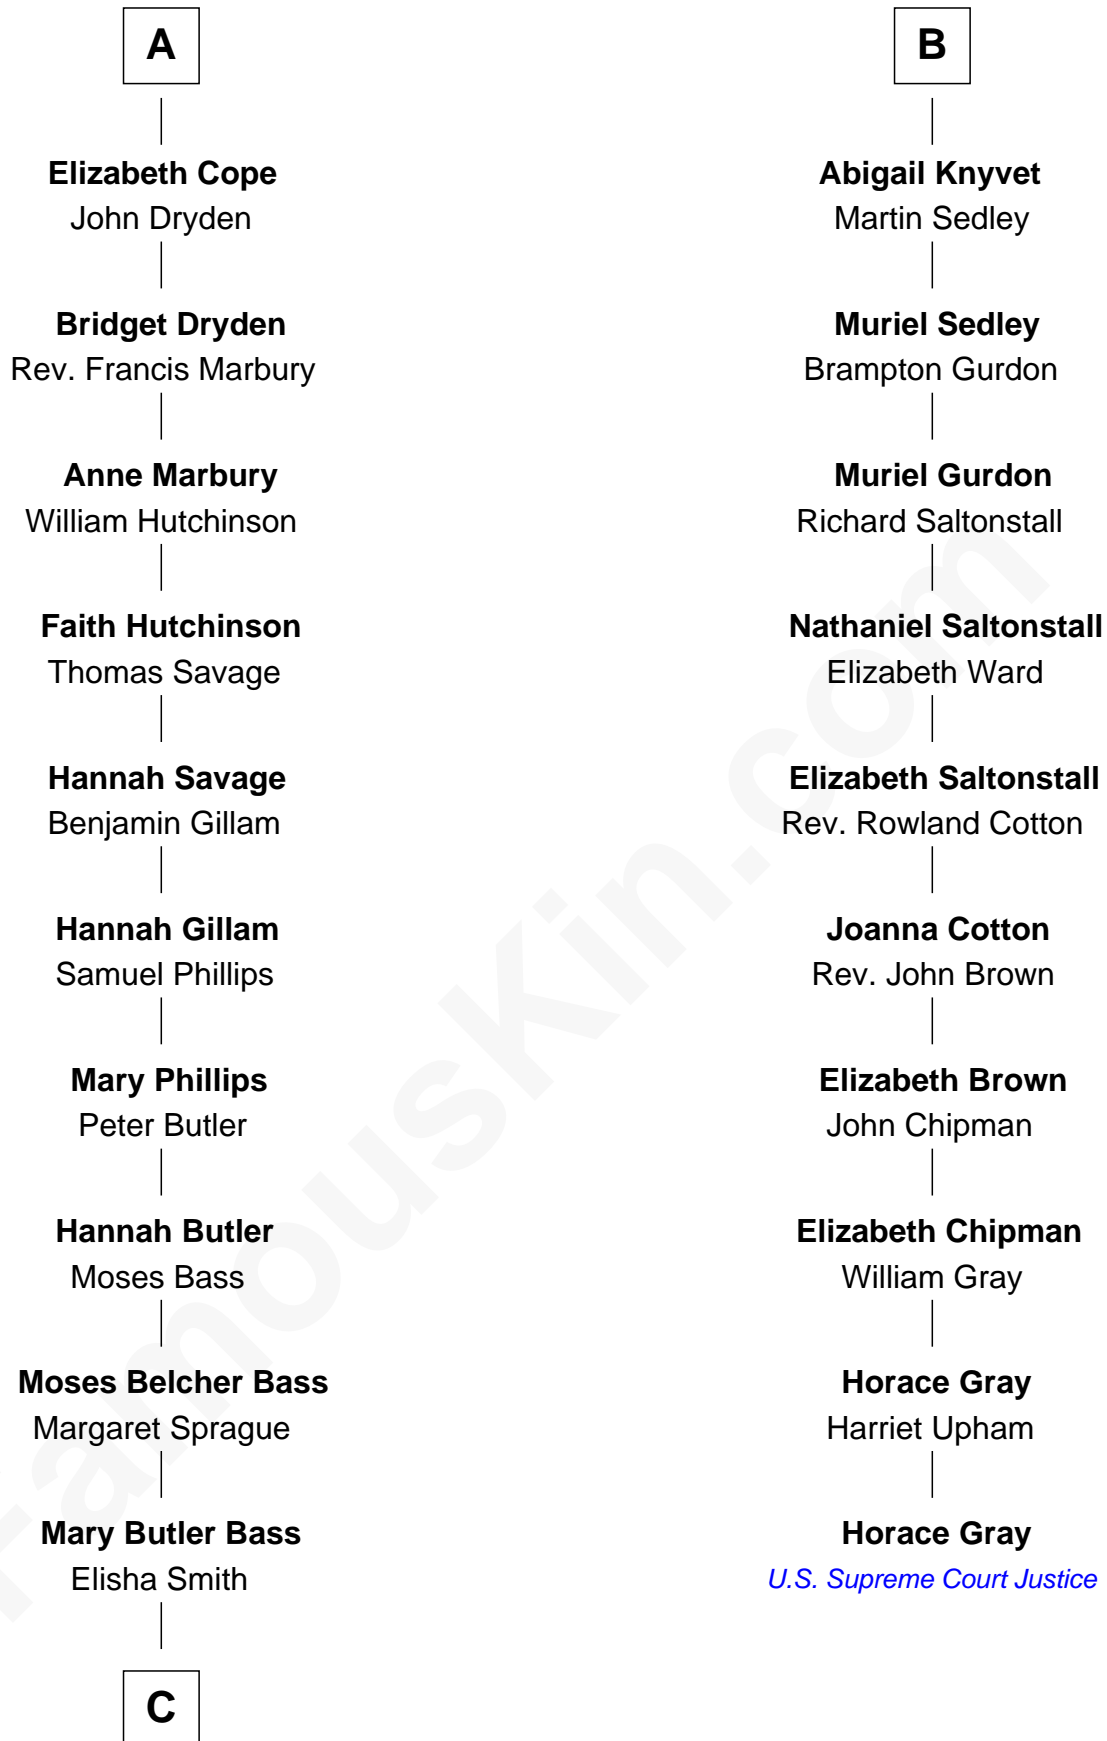 A
Elizabeth Cope
John Dryden
Bridget Dryden
Rev. Francis Marbury
Anne Marbury
William Hutchinson
Faith Hutchinson
Thomas Savage
Hannah Savage
Benjamin Gillam
Hannah Gillam
Samuel Phillips
Mary Phillips
Peter Butler
Hannah Butler
Moses Bass
Moses Belcher Bass
Margaret Sprague
Mary Butler Bass
Elisha Smith
C
B
Abigail Knyvet
Martin Sedley
Muriel Sedley
Brampton Gurdon
Muriel Gurdon
Richard Saltonstall
Nathaniel Saltonstall
Elizabeth Ward
Elizabeth Saltonstall
Rev. Rowland Cotton
Joanna Cotton
Rev. John Brown
Elizabeth Brown
John Chipman
Elizabeth Chipman
William Gray
Horace Gray
Harriet Upham
Horace Gray
U.S. Supreme Court Justice
FamousKin.com